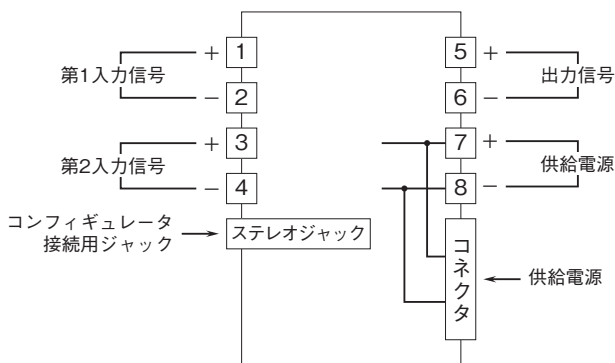 第1入力信号
+ 1
− 2
第2入力信号
+ 3
− 4
コンフィギュレータ
接続用ジャック
ステレオジャック
5 +
6 −
出力信号
7 +
8 −
供給電源
コネクタ
供給電源